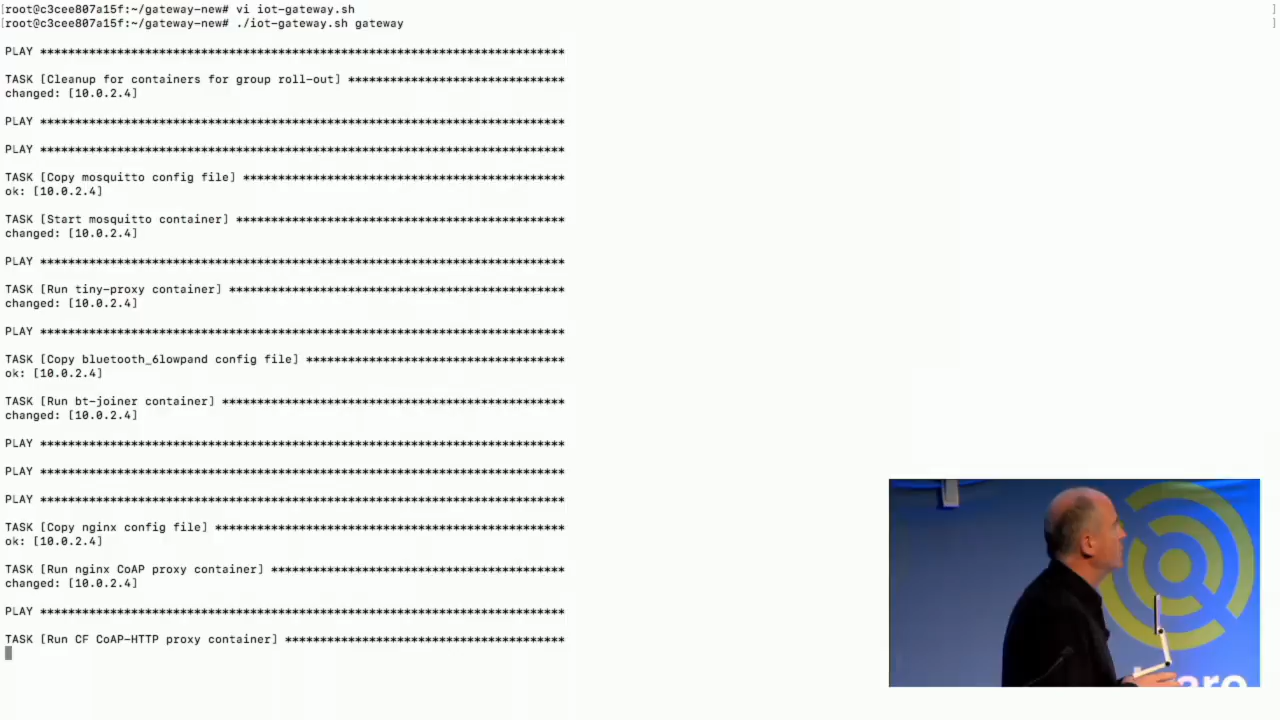 [root@c3cee807a15f:~/gateway-new# vi iot-gateway.sh ]
[root@c3cee807a15f:~/gateway-new# ./iot-gateway.sh gateway ]
PLAY ***************************************************************************
TASK [Cleanup for containers for group roll-out] *******************************
changed: [10.0.2.4]
PLAY ***************************************************************************
PLAY ***************************************************************************
TASK [Copy mosquitto config file] **********************************************
ok: [10.0.2.4]
TASK [Start mosquitto container] ***********************************************
changed: [10.0.2.4]
PLAY ***************************************************************************
TASK [Run tiny-proxy container] ************************************************
changed: [10.0.2.4]
PLAY ***************************************************************************
TASK [Copy bluetooth_6lowpand config file] *************************************
ok: [10.0.2.4]
TASK [Run bt-joiner container] *************************************************
changed: [10.0.2.4]
PLAY ***************************************************************************
PLAY ***************************************************************************
PLAY ***************************************************************************
TASK [Copy nginx config file] **************************************************
ok: [10.0.2.4]
TASK [Run nginx CoAP proxy container] ******************************************
changed: [10.0.2.4]
PLAY ***************************************************************************
TASK [Run CF CoAP-HTTP proxy container] ****************************************